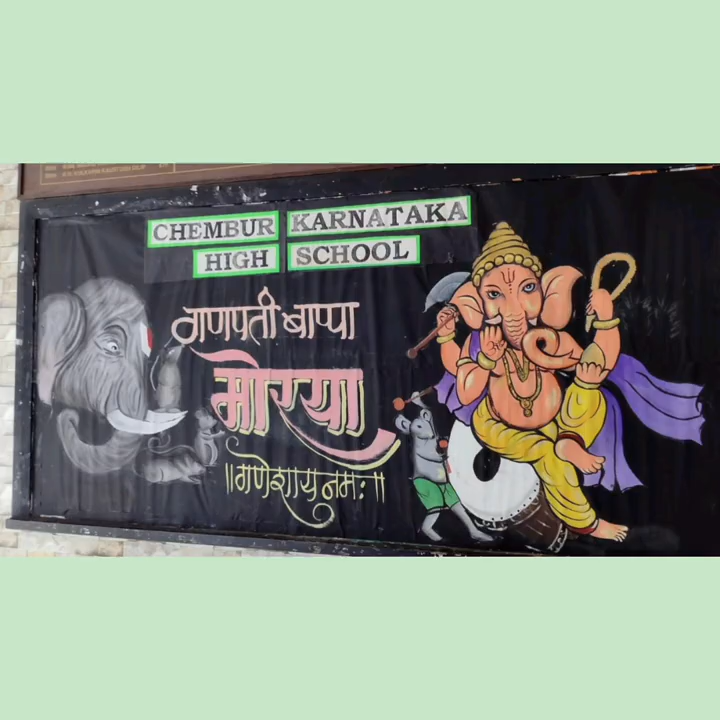 CHEMBUR KARNATAKA
HIGH SCHOOL
गणपती बाप्पा
मोरया
॥गणेशाय नमः॥